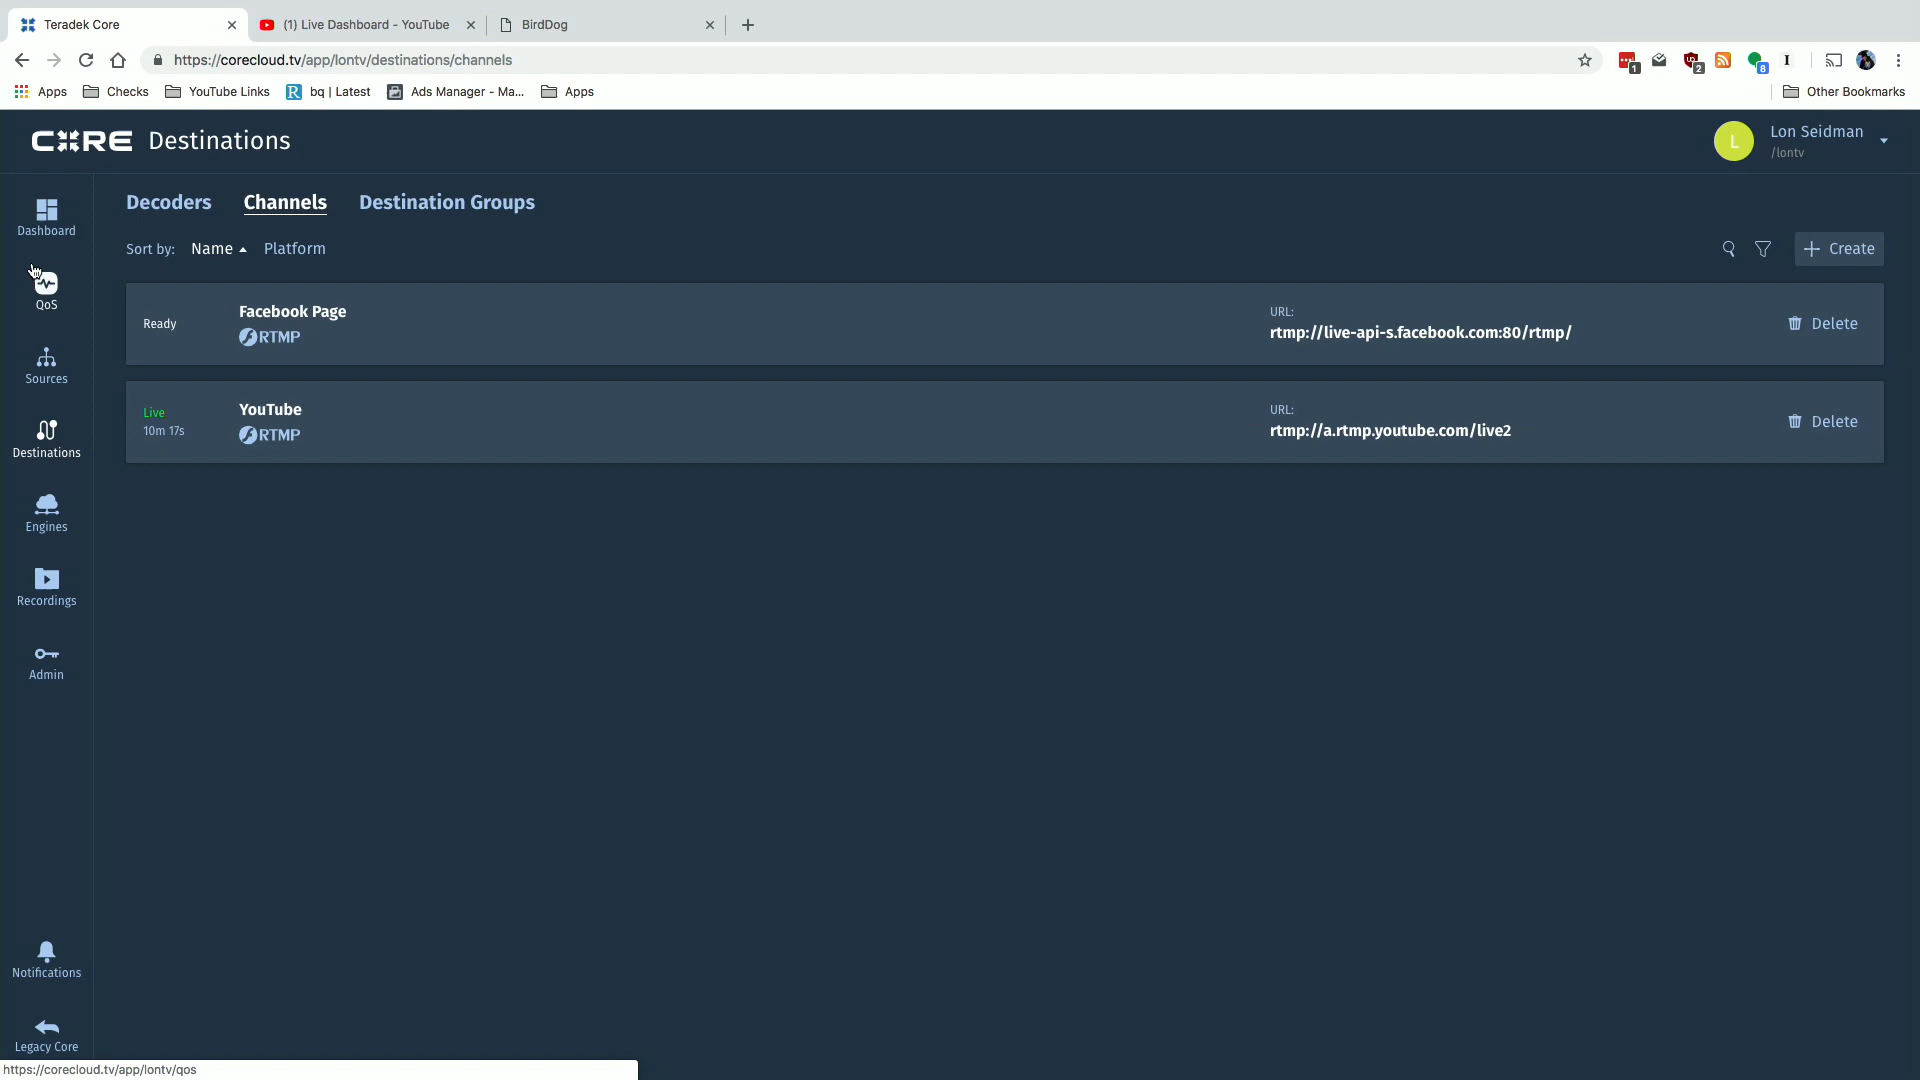 Teradek Core
(1) Live Dashboard - YouTube
BirdDog
https://corecloud.tv/app/lontv/destinations/channels
1
2
8
I
Apps
Checks
YouTube Links
R
bq | Latest
Ads Manager - Ma...
Apps
Other Bookmarks
CORE Destinations
L
Lon Seidman
/lontv
Decoders
Channels
Destination Groups
Sort by: Name Platform
Create
Ready
Facebook Page
RTMP
URL:
rtmp://live-api-s.facebook.com:80/rtmp/
Delete
Live
10m 17s
YouTube
RTMP
URL:
rtmp://a.rtmp.youtube.com/live2
Delete
Dashboard
QoS
Sources
Destinations
Engines
Recordings
Admin
Notifications
Legacy Core
https://corecloud.tv/app/lontv/qos